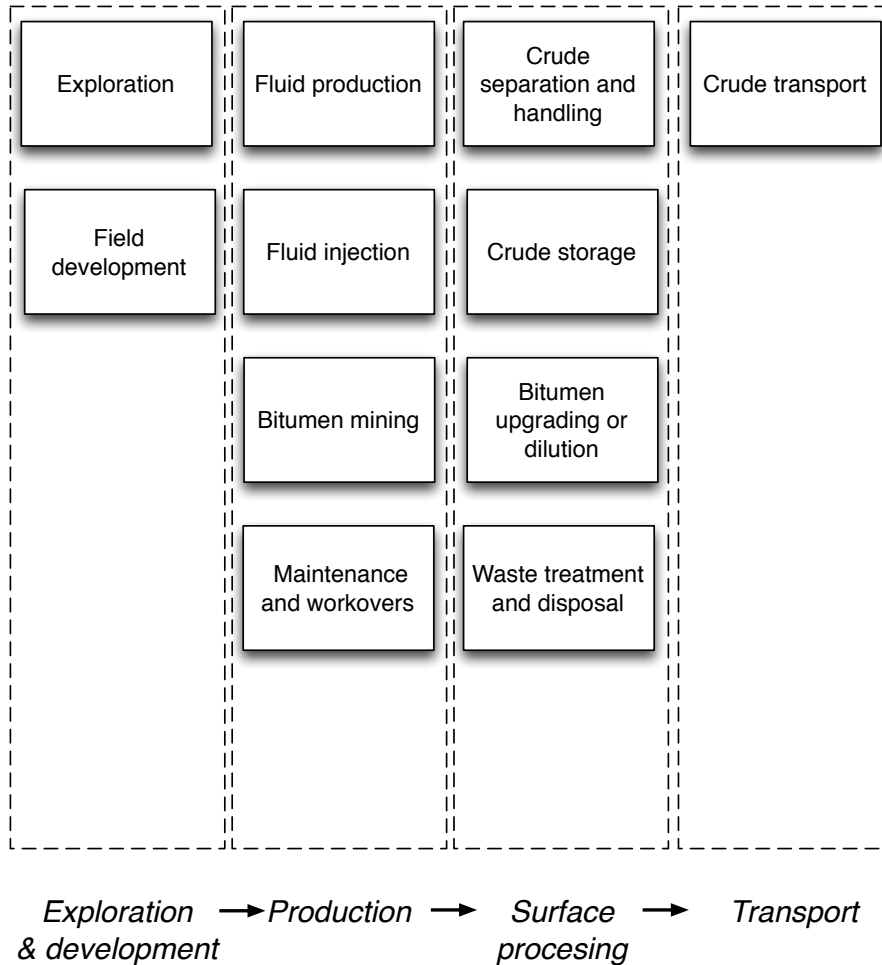 Exploration
Fluid production
Crude
separation and
handling
Crude transport
Field
development
Fluid injection
Crude storage
Bitumen mining
Bitumen
upgrading or
dilution
Maintenance
and workovers
Waste treatment
and disposal
Exploration
& development
Production
Surface
procesing
Transport